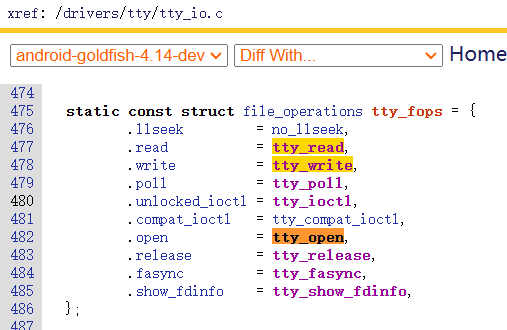 xref: /drivers/tty/tty_io.c
android-goldfish-4.14-dev Diff With... Home
474
475 static const struct file_operations tty_fops = {
476 .llseek = no_llseek,
477 .read = tty_read,
478 .write = tty_write,
479 .poll = tty_poll,
480 .unlocked_ioctl = tty_ioctl,
481 .compat_ioctl = tty_compat_ioctl,
482 .open = tty_open,
483 .release = tty_release,
484 .fasync = tty_fasync,
485 .show_fdinfo = tty_show_fdinfo,
486 };
487